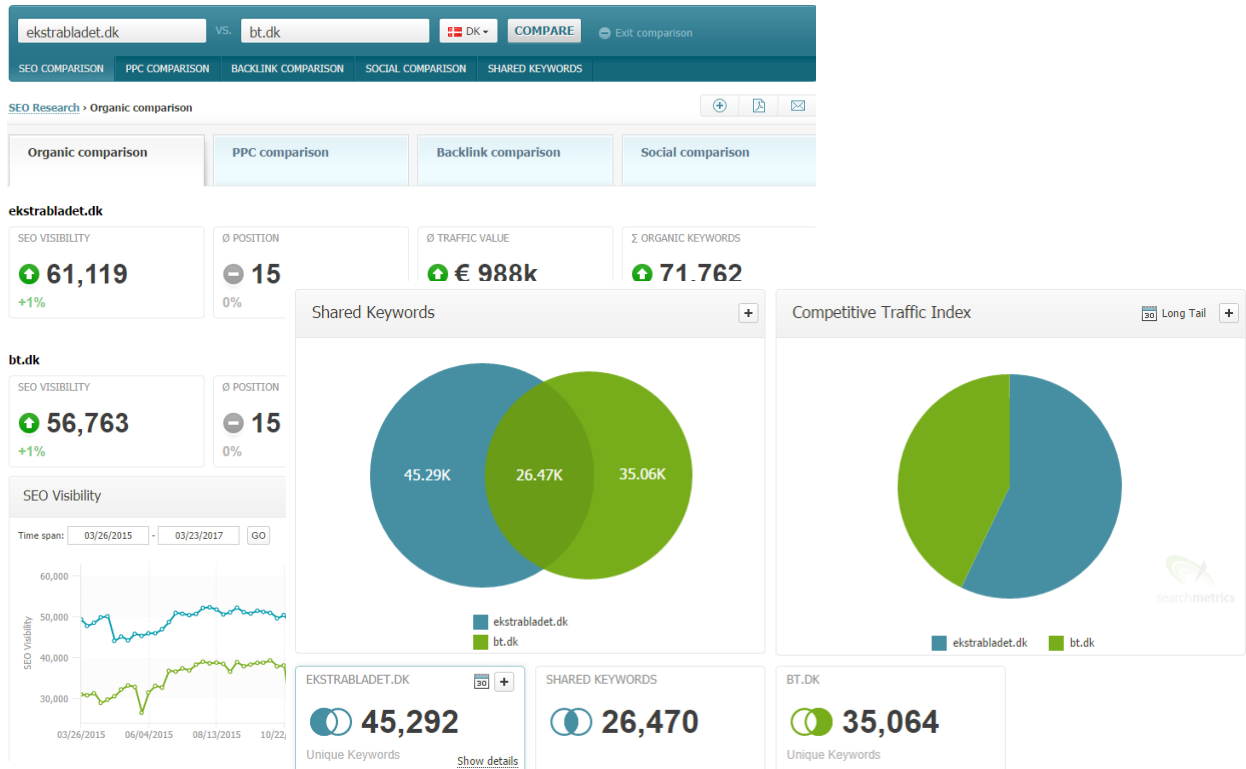 ekstrabladet.dk VS. bt.dk DK COMPARE Exit comparison
SEO COMPARISON PPC COMPARISON BACKLINK COMPARISON SOCIAL COMPARISON SHARED KEYWORDS
SEO Research › Organic comparison
Organic comparison PPC comparison Backlink comparison Social comparison
ekstrabladet.dk
SEO VISIBILITY Ø POSITION Ø TRAFFIC VALUE Σ ORGANIC KEYWORDS
61,119 15 € 988k 71,762
+1% 0%
bt.dk
SEO VISIBILITY Ø POSITION
56,763 15
+1% 0%
SEO Visibility
Time span: 03/26/2015 - 03/23/2017 GO
60,000
50,000
40,000
30,000
SEO Visibility
03/26/2015 06/04/2015 08/13/2015 10/22/
Shared Keywords
45.29K 26.47K 35.06K
ekstrabladet.dk
bt.dk
Competitive Traffic Index 30 Long Tail
searchmetrics
ekstrabladet.dk bt.dk
EKSTRABLADET.DK 30 SHARED KEYWORDS BT.DK
45,292 26,470 35,064
Unique Keywords Show details Unique Keywords